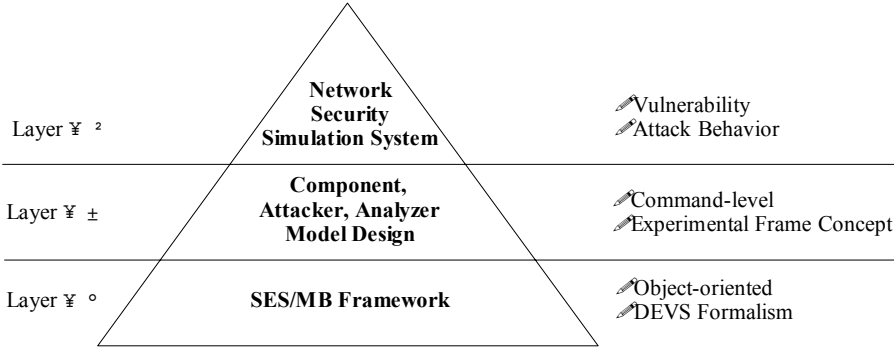 Network
Security
Simulation System
Layer ¥ ²
Vulnerability
Attack Behavior
Component,
Attacker, Analyzer
Model Design
Layer ¥ ±
Command-level
Experimental Frame Concept
SES/MB Framework
Layer ¥ °
Object-oriented
DEVS Formalism